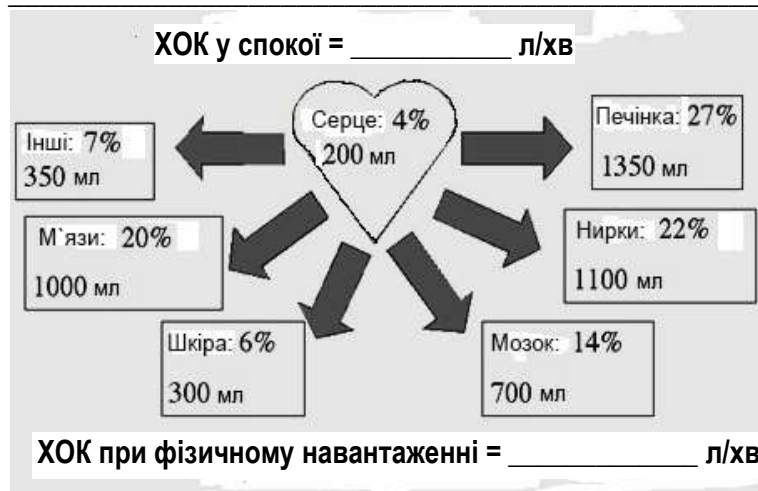 ХОК у спокої = ___________ л/хв
Серце: 4%
200 мл
Інші: 7%
350 мл
Печінка: 27%
1350 мл
М`язи: 20%
1000 мл
Нирки: 22%
1100 мл
Шкіра: 6%
300 мл
Мозок: 14%
700 мл
ХОК при фізичному навантаженні = _____________ л/хв